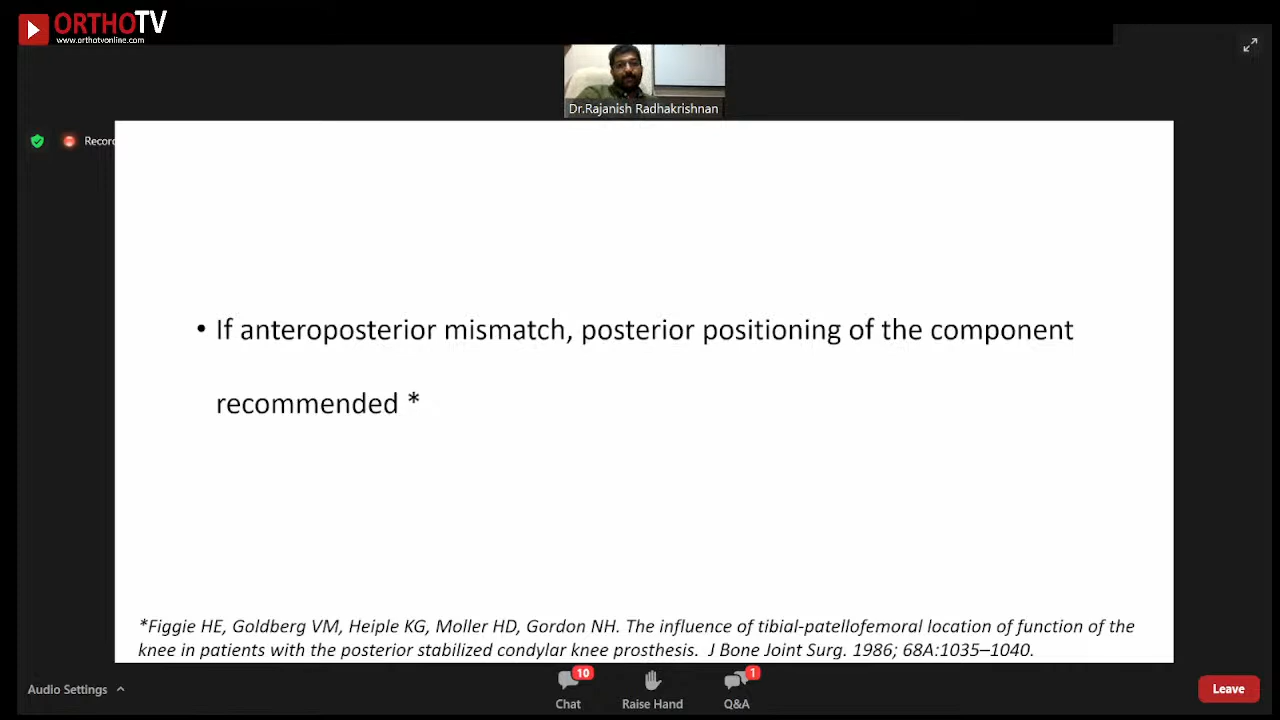 ORTHOTV
www.orthotvonline.com
Dr.Rajanish Radhakrishnan
Recor
• If anteroposterior mismatch, posterior positioning of the component
recommended *
*Figgie HE, Goldberg VM, Heiple KG, Moller HD, Gordon NH. The influence of tibial-patellofemoral location of function of the
knee in patients with the posterior stabilized condylar knee prosthesis. J Bone Joint Surg. 1986; 68A:1035–1040.
Audio Settings
10
Chat
Raise Hand
1
Q&A
Leave